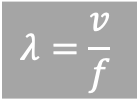 λ = v/f